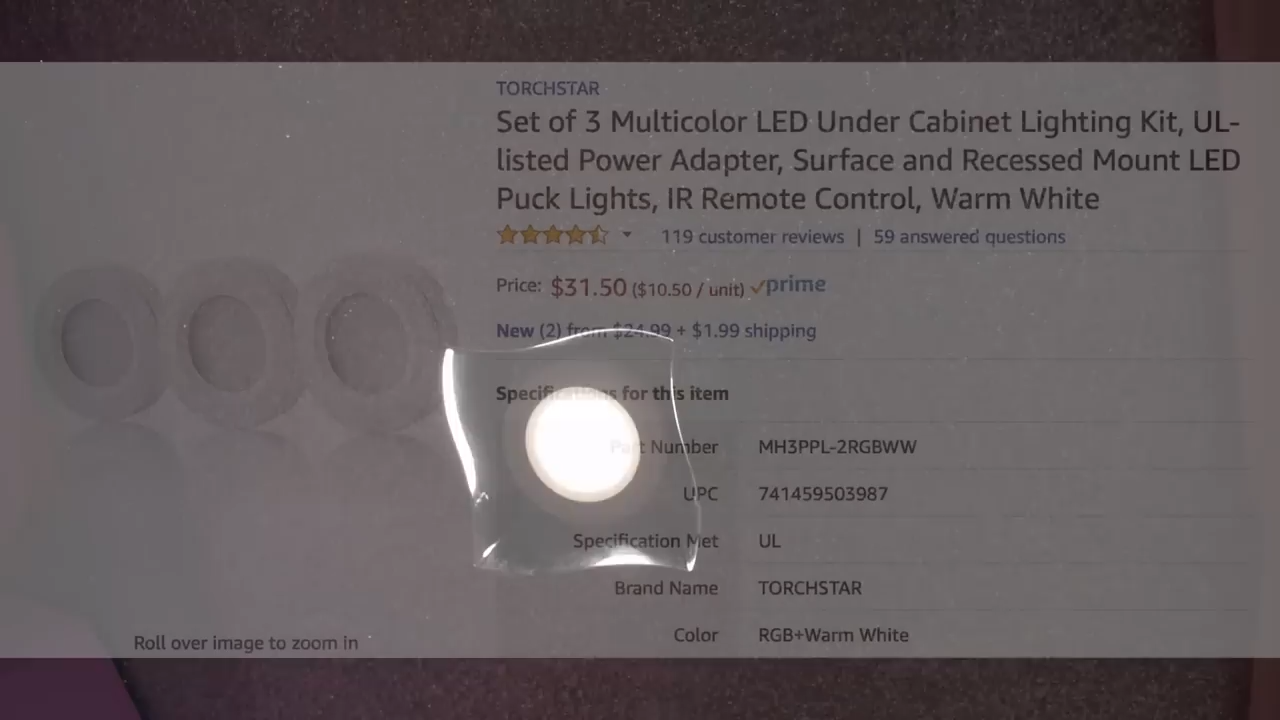 TORCHSTAR
Set of 3 Multicolor LED Under Cabinet Lighting Kit, UL-
listed Power Adapter, Surface and Recessed Mount LED
Puck Lights, IR Remote Control, Warm White
119 customer reviews | 59 answered questions
Price: $31.50 ($10.50 / unit) prime
New (2) from $24.99 + $1.99 shipping
Specifications for this item
Part Number MH3PPL-2RGBWW
UPC 741459503987
Specification Met UL
Brand Name TORCHSTAR
Color RGB+Warm White
Roll over image to zoom in